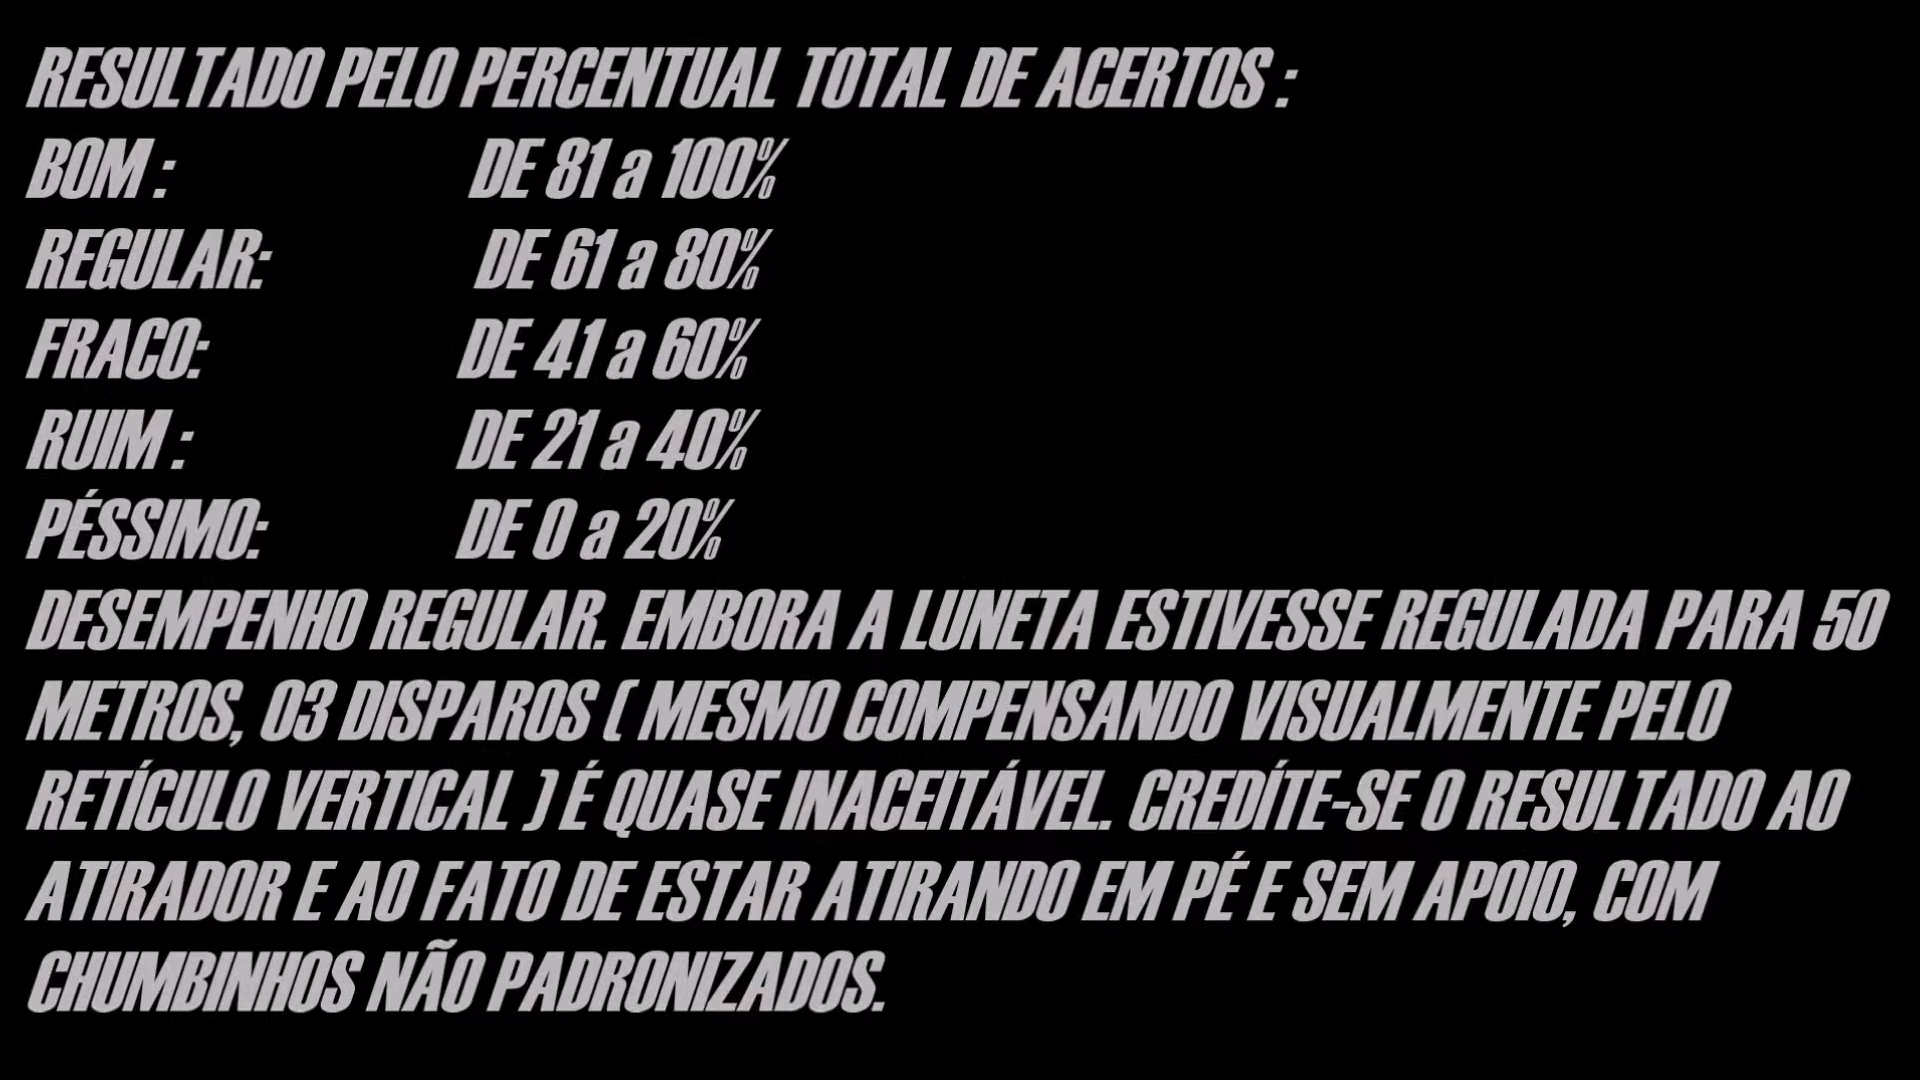 RESULTADO PELO PERCENTUAL TOTAL DE ACERTOS :
BOM : DE 81 a 100%
REGULAR: DE 61 a 80%
FRACO: DE 41 a 60%
RUIM : DE 21 a 40%
PÉSSIMO: DE 0 a 20%
DESEMPENHO REGULAR. EMBORA A LUNETA ESTIVESSE REGULADA PARA 50
METROS, 03 DISPAROS ( MESMO COMPENSANDO VISUALMENTE PELO
RETÍCULO VERTICAL ) É QUASE INACEITÁVEL. CREDÍTE-SE O RESULTADO AO
ATIRADOR E AO FATO DE ESTAR ATIRANDO EM PÉ E SEM APOIO, COM
CHUMBINHOS NÃO PADRONIZADOS.